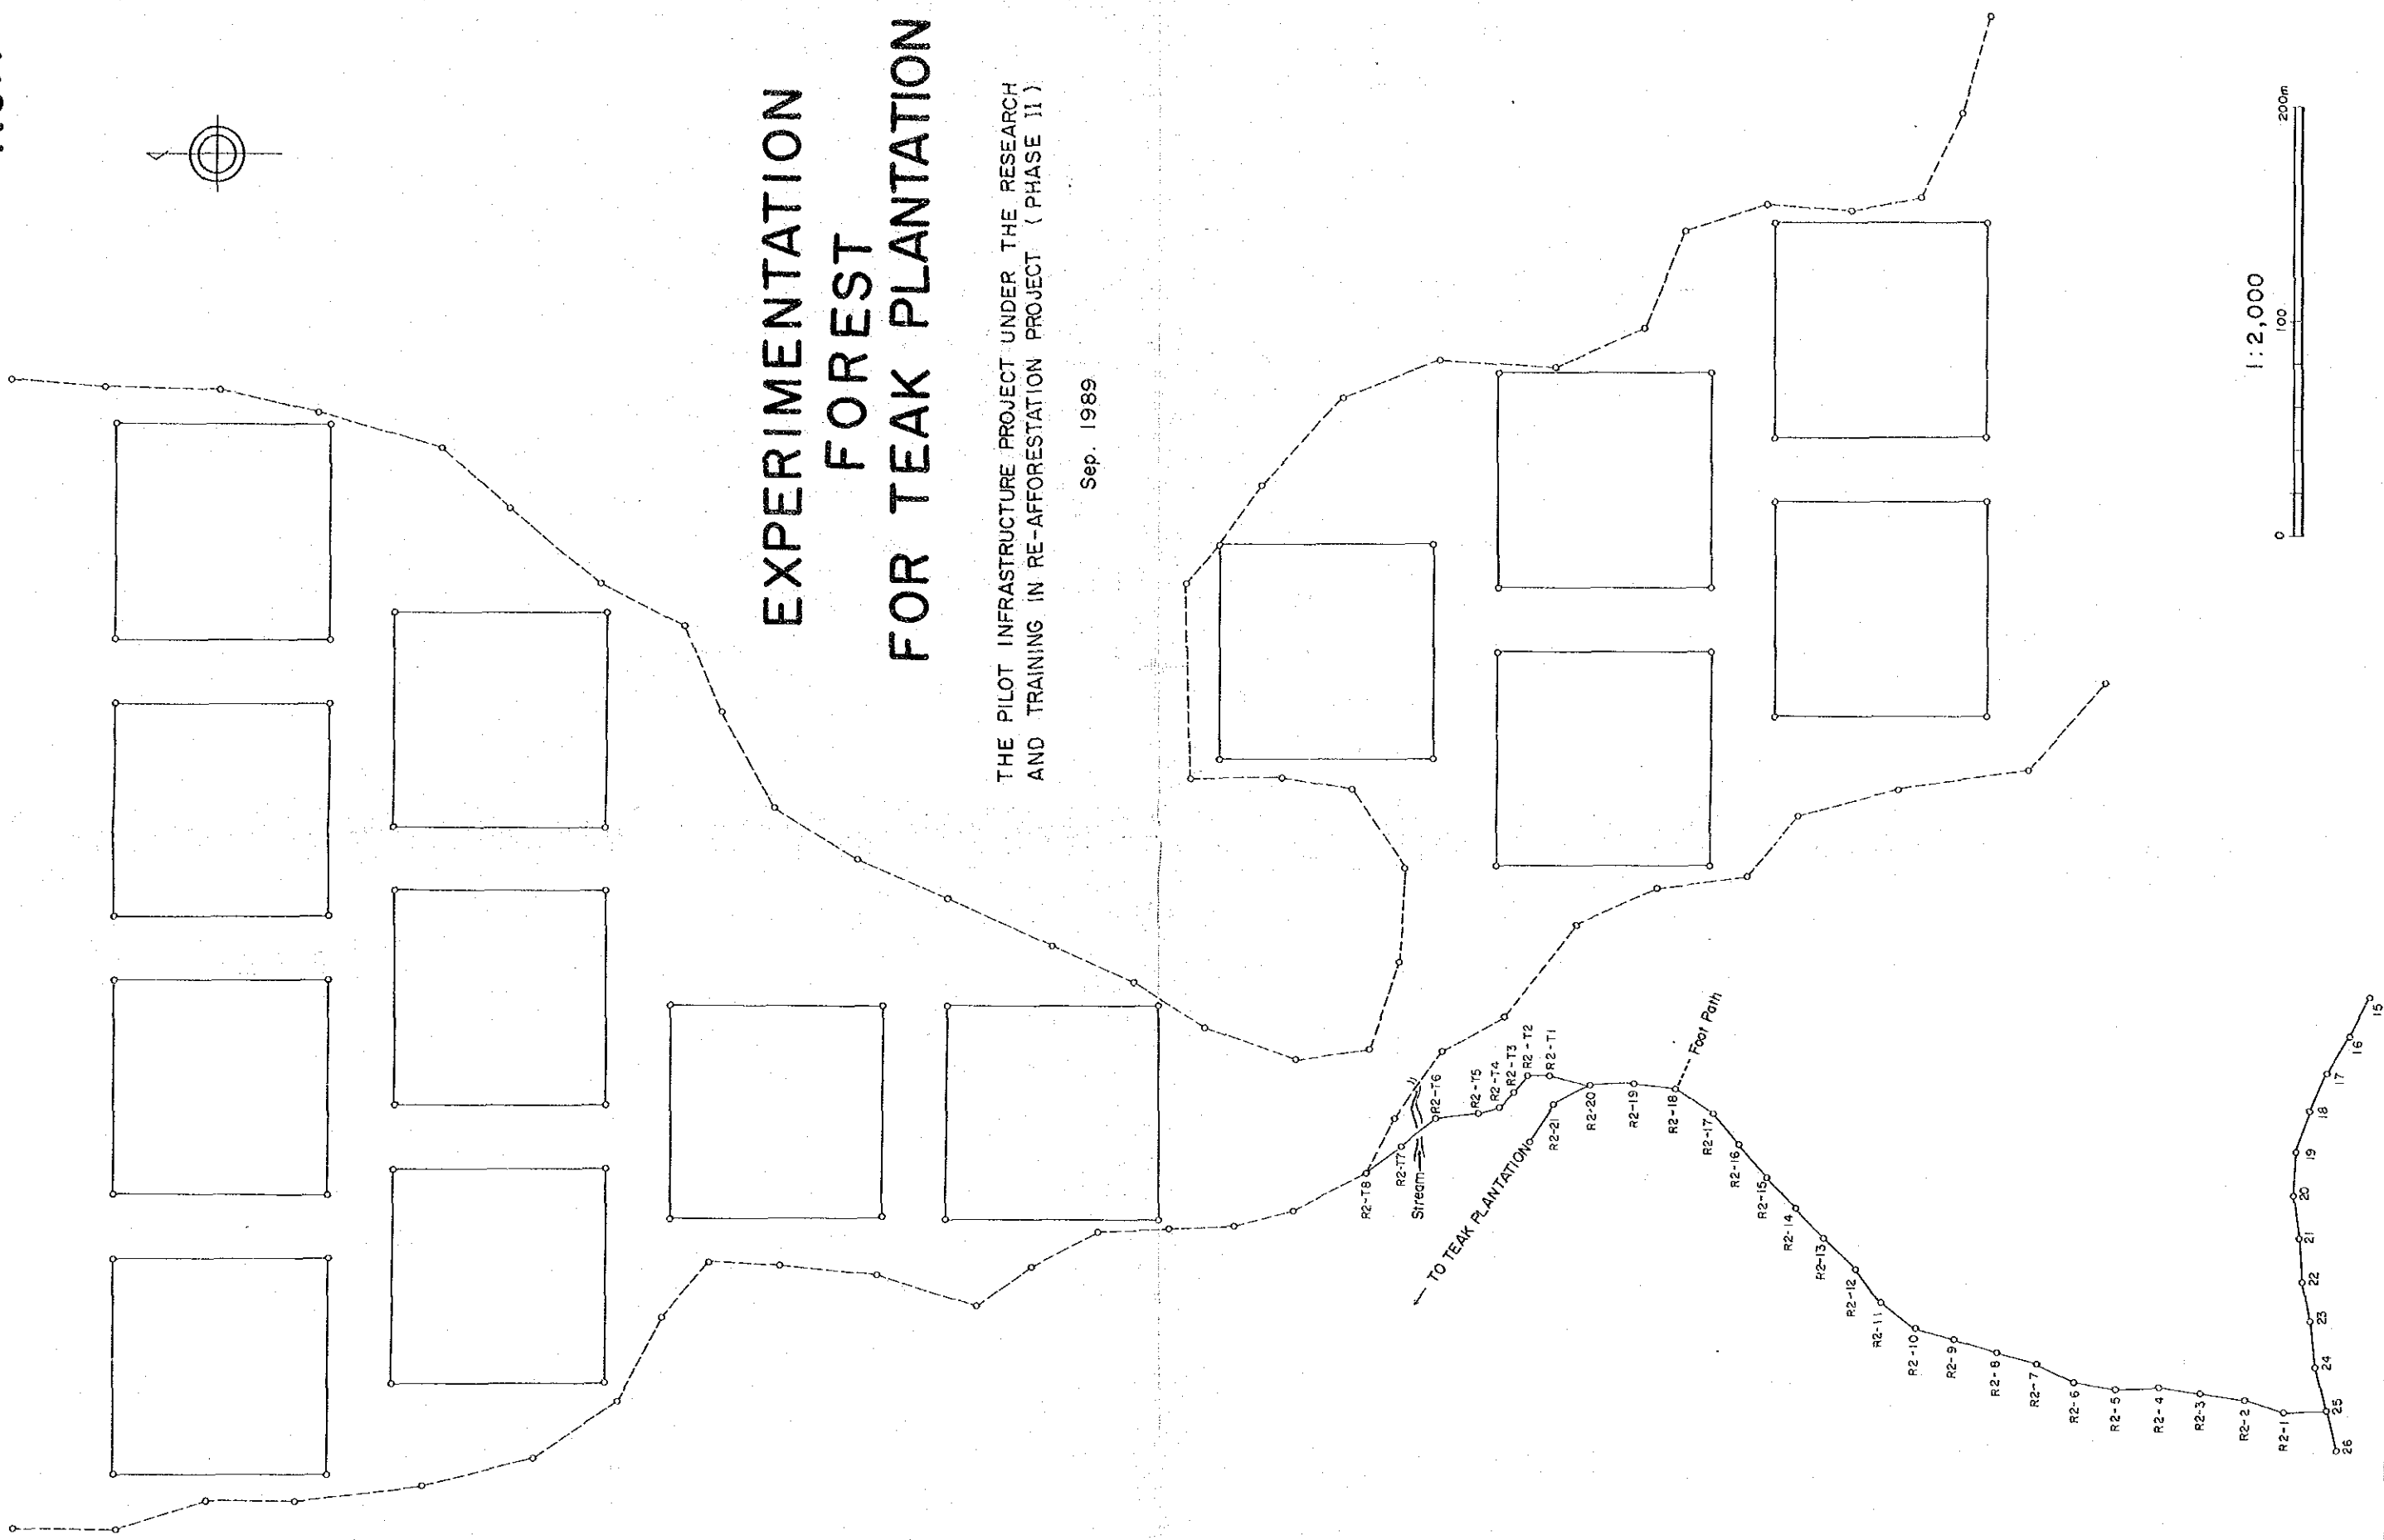 EXPERIMENTATION
FOREST
FOR TEAK PLANTATION
THE PILOT INFRASTRUCTURE PROJECT UNDER THE RESEARCH
AND TRAINING IN RE-AFFORESTATION PROJECT ( PHASE II )
Sep. 1989
1:2,000
0 100 200m
R2-T8
R2-T7
Stream
R2-T6
R2-T5
R2-T4
R2-T3
R2-T2
R2-T1
← TO TEAK PLANTATION
R2-21
R2-20
R2-19
R2-18
Foot Path
R2-17
R2-16
R2-15
R2-14
R2-13
R2-12
R2-11
R2-10
R2-9
R2-8
R2-7
R2-6
R2-5
R2-4
R2-3
R2-2
R2-1
26
25
24
23
22
21
20
19
18
17
16
15